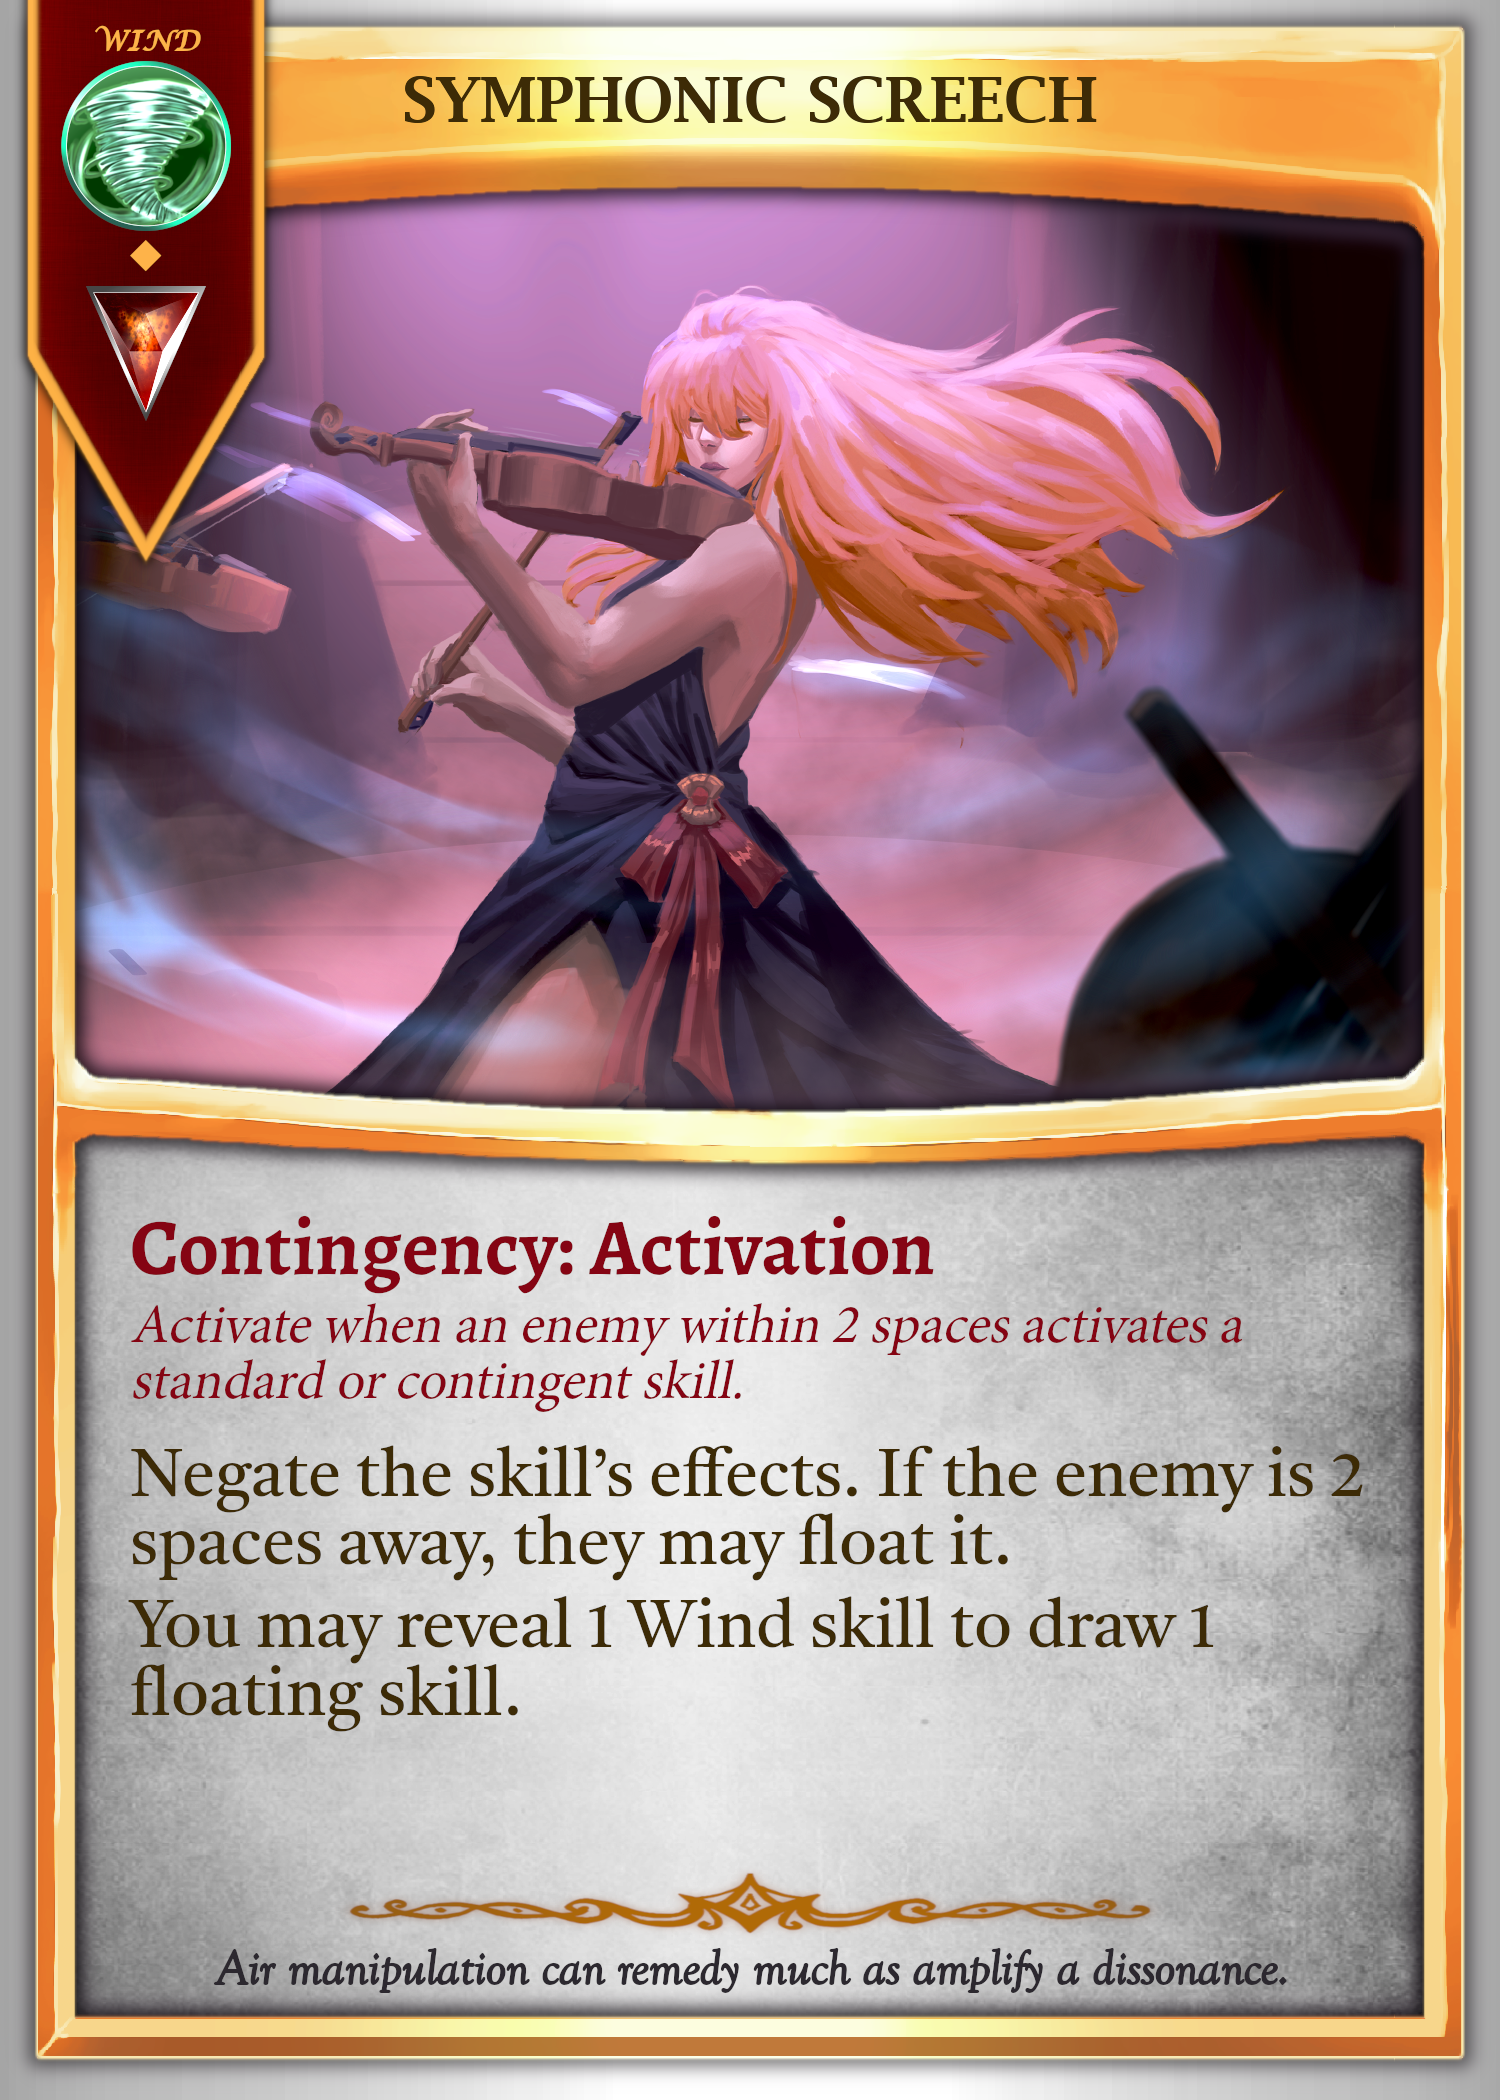 WIND
SYMPHONIC SCREECH
Contingency: Activation
Activate when an enemy within 2 spaces activates a
standard or contingent skill.
Negate the skill’s effects. If the enemy is 2
spaces away, they may float it.
You may reveal 1 Wind skill to draw 1
floating skill.
Air manipulation can remedy much as amplify a dissonance.